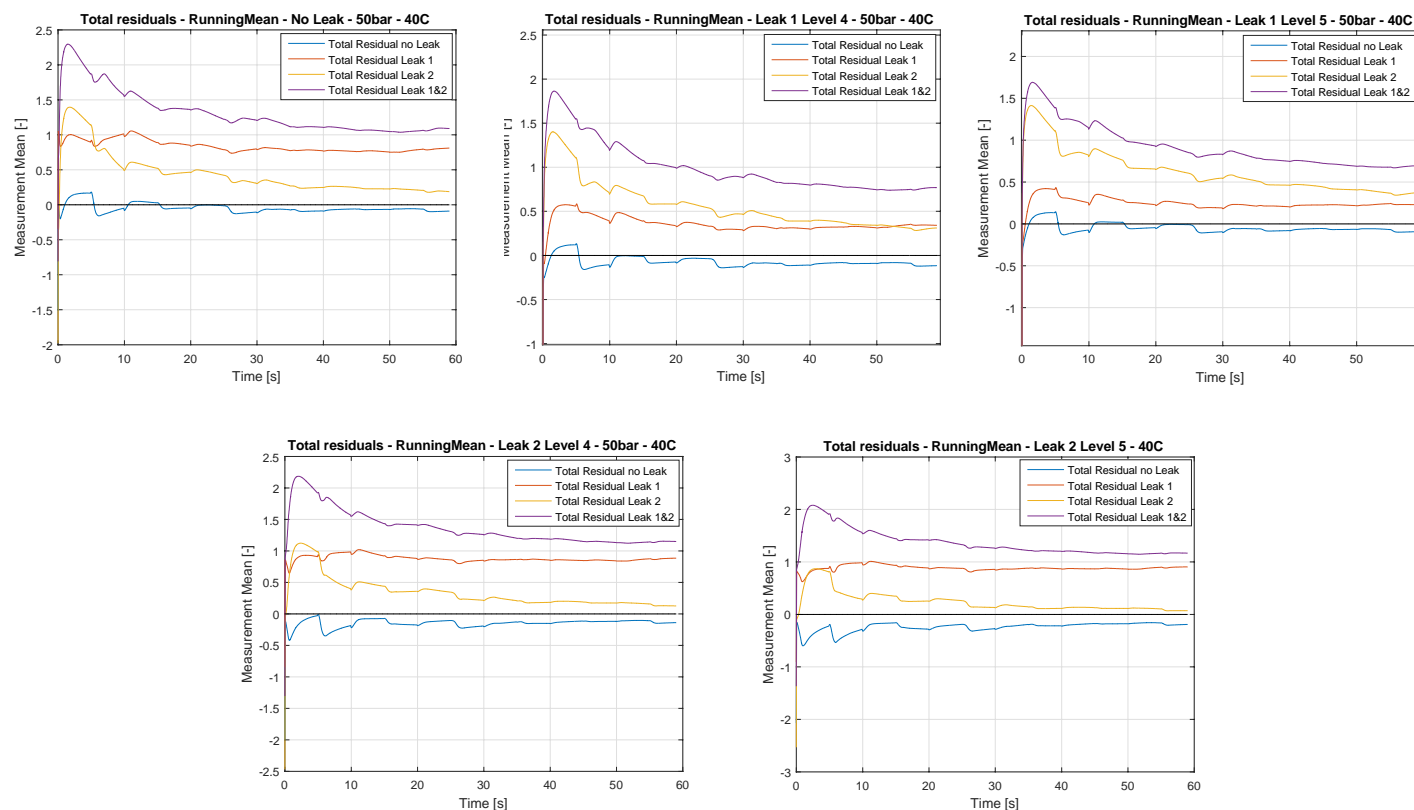 Total residuals - RunningMean - No Leak - 50bar - 40C
Total Residual no Leak
Total Residual Leak 1
Total Residual Leak 2
Total Residual Leak 1&2
Measurement Mean [-]
2.5
2
1.5
1
0.5
0
-0.5
-1
-1.5
-2
0 10 20 30 40 50 60
Time [s]
Total residuals - RunningMean - Leak 1 Level 4 - 50bar - 40C
Total Residual no Leak
Total Residual Leak 1
Total Residual Leak 2
Total Residual Leak 1&2
Measurement Mean [-]
2.5
2
1.5
1
0.5
0
-0.5
-1
0 10 20 30 40 50
Time [s]
Total residuals - RunningMean - Leak 1 Level 5 - 50bar - 40C
Total Residual no Leak
Total Residual Leak 1
Total Residual Leak 2
Total Residual Leak 1&2
Measurement Mean [-]
2
1.5
1
0.5
0
-0.5
-1
0 10 20 30 40 50
Time [s]
Total residuals - RunningMean - Leak 2 Level 4 - 50bar - 40C
Total Residual no Leak
Total Residual Leak 1
Total Residual Leak 2
Total Residual Leak 1&2
Measurement Mean [-]
2.5
2
1.5
1
0.5
0
-0.5
-1
-1.5
-2
-2.5
0 10 20 30 40 50 60
Time [s]
Total residuals - RunningMean - Leak 2 Level 5 - 40C
Total Residual no Leak
Total Residual Leak 1
Total Residual Leak 2
Total Residual Leak 1&2
Measurement Mean [-]
3
2
1
0
-1
-2
-3
0 10 20 30 40 50 60
Time [s]